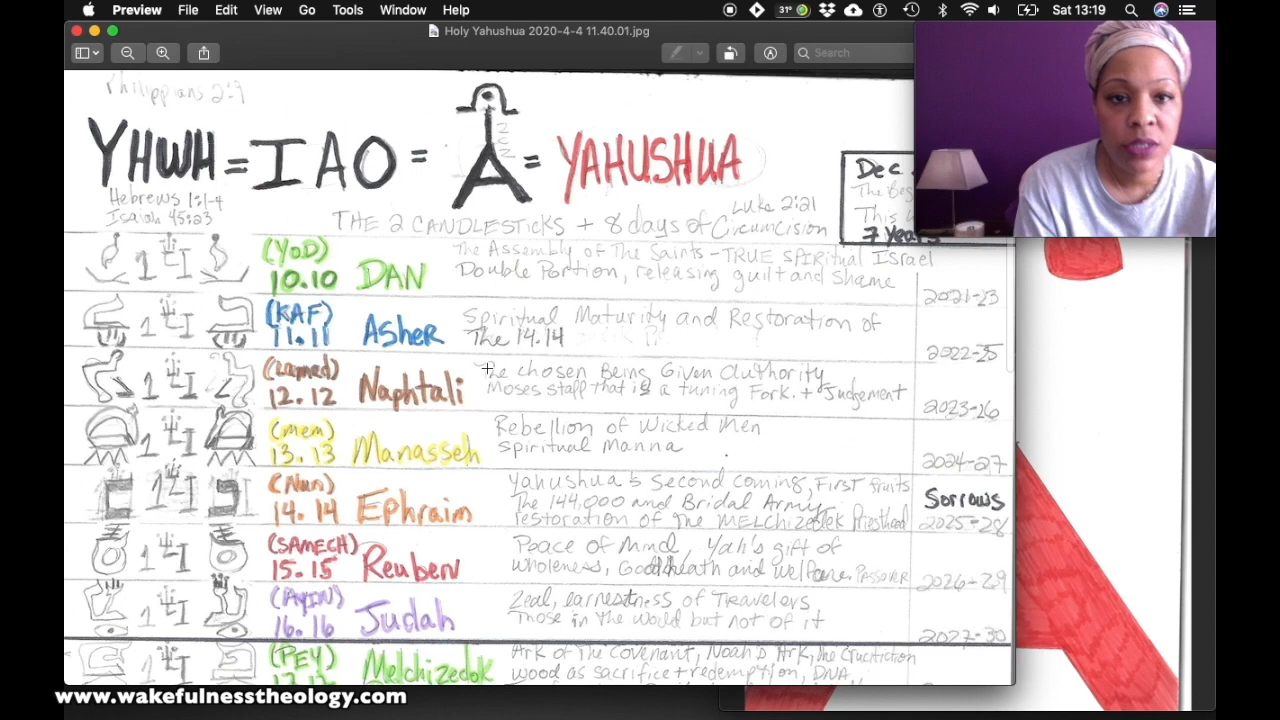 Preview File Edit View Go Tools Window Help
31° Sat 13:19
Holy Yahushua 2020-4-4 11.40.01.jpg
Search
Philippians 2:7
YHWH = IAO = = YAHUSHUA
Hebrews 1:1-4
Isaiah 45:23
Luke 2:21
THE 2 CANDLESTICKS + 8 days of Circumcision
Dec
The Beg
This
7 Years
(YOD) The Assembly of The Saints - TRUE SPIRitual Israel
10.10 DAN Double Portion, releasing guilt and Shame
2021-23
(KAF) Spiritual Maturity and Restoration of
11.11 Asher The 14.14
2022-25
(Lamed) The chosen Being Given Authority
12.12 Naphtali Moses staff that is a tuning Fork. + Judgement
2023-26
(mem) Rebellion of Wicked Men
13.13 Manasseh spiritual Manna
2024-27
(Nun) Yahushua's Second coming, First fruits
14.14 Ephraim The 144,000 and Bridal Army
restoration of The MELCHizedek Priesthood
Sorrows
2025-28
(SAMECH) Peace of Mind, Yah's gift of
15.15 Reuben wholeness, Good heath and welfare. PASSOVER
2026-29
(AYIN) Zeal, earnestness of Travelers
16.16 Judah Those in the world but not of it
2027-30
(PEY) Ark of The Covenant, Noah's Ark, The Crucifiction
Melchizedek wood as sacrifice + redemption, DNA,
www.wakefulnesstheology.com